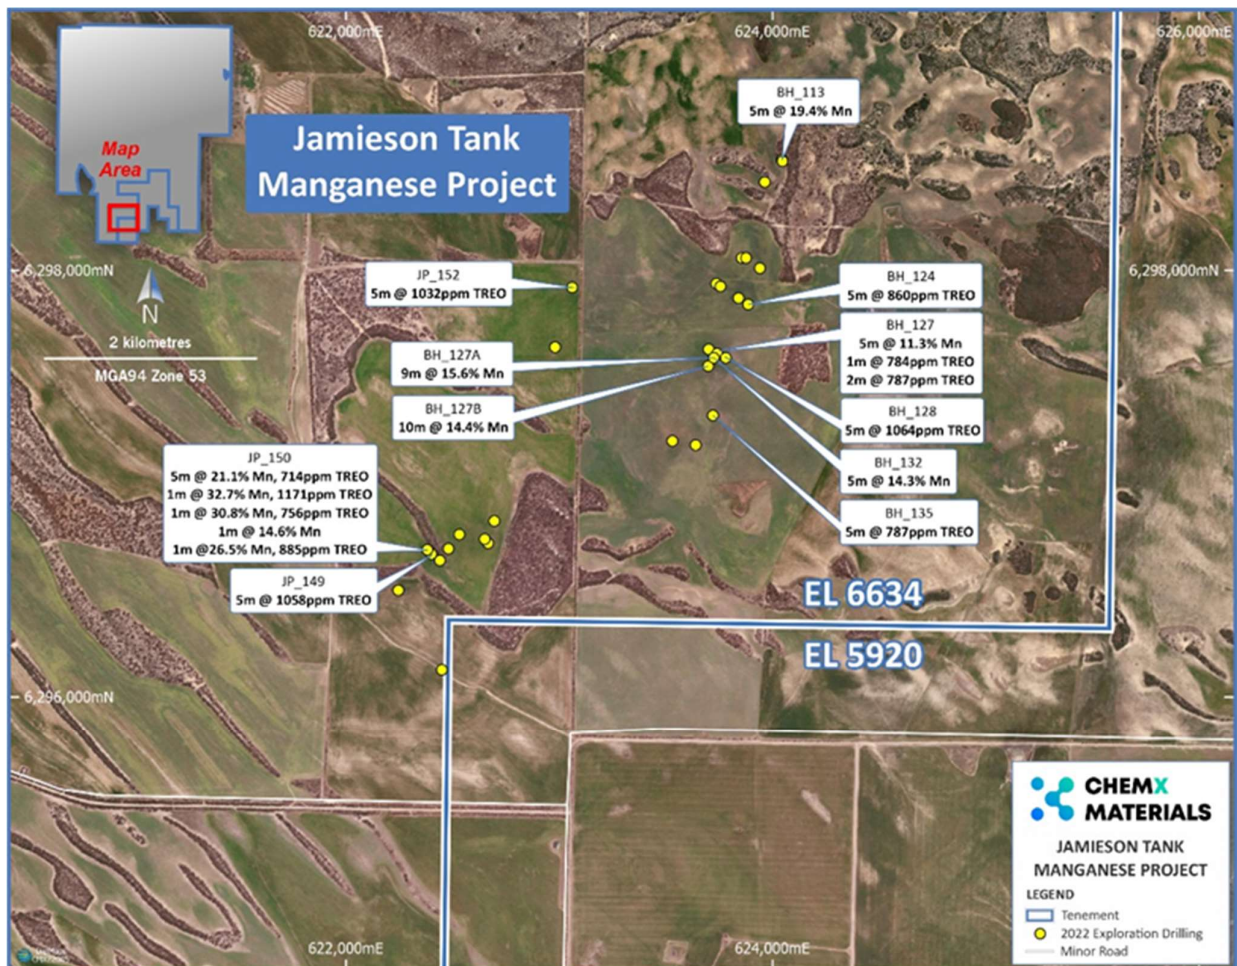 622,000mE
624,000mE
626,000mE
Map
Area
Jamieson Tank
Manganese Project
BH_113
5m @ 19.4% Mn
6,298,000mN
6,298,000mN
N
2 kilometres
MGA94 Zone 53
JP_152
5m @ 1032ppm TREO
BH_124
5m @ 860ppm TREO
BH_127
5m @ 11.3% Mn
1m @ 784ppm TREO
2m @ 787ppm TREO
BH_127A
9m @ 15.6% Mn
BH_127B
10m @ 14.4% Mn
BH_128
5m @ 1064ppm TREO
BH_132
5m @ 14.3% Mn
BH_135
5m @ 787ppm TREO
JP_150
5m @ 21.1% Mn, 714ppm TREO
1m @ 32.7% Mn, 1171ppm TREO
1m @ 30.8% Mn, 756ppm TREO
1m @ 14.6% Mn
1m @26.5% Mn, 885ppm TREO
JP_149
5m @ 1058ppm TREO
EL 6634
EL 5920
6,296,000mN
622,000mE
624,000mE
CHEMX
MATERIALS
JAMIESON TANK
MANGANESE PROJECT
LEGEND
Tenement
2022 Exploration Drilling
Minor Road